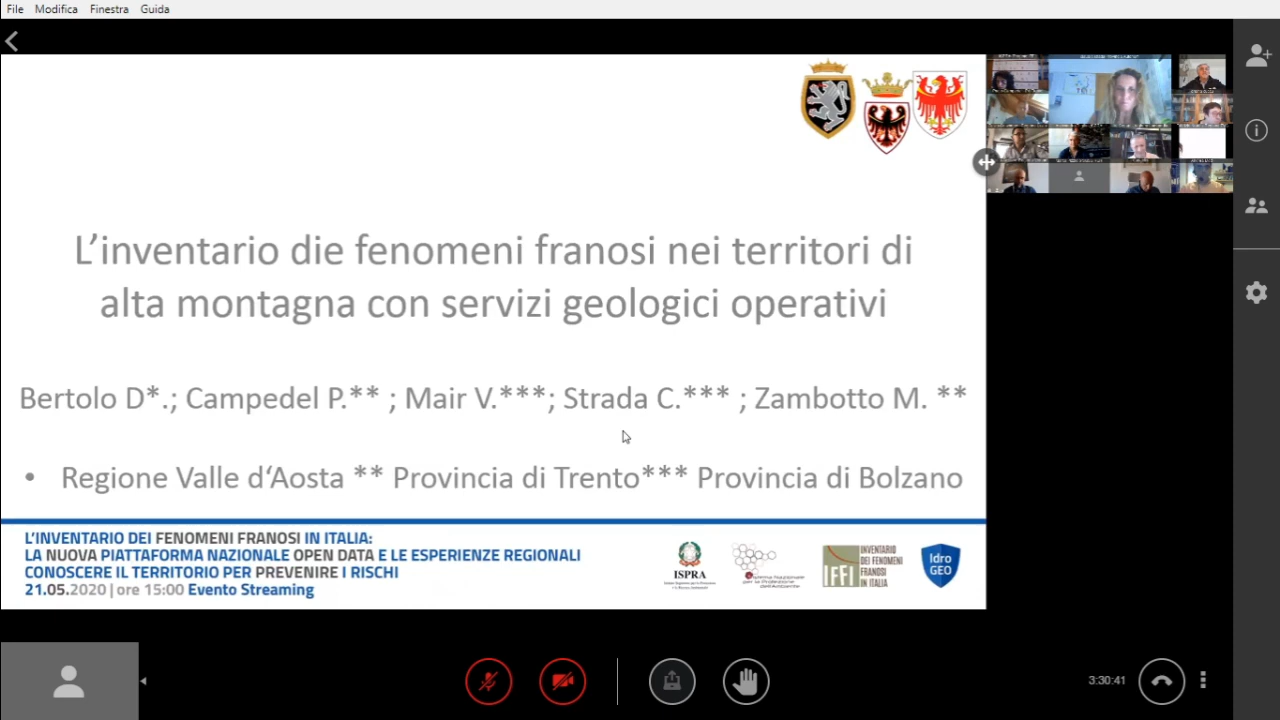 File Modifica Finestra Guida
L'inventario die fenomeni franosi nei territori di
alta montagna con servizi geologici operativi
Bertolo D*.; Campedel P.** ; Mair V.***; Strada C.*** ; Zambotto M. **
• Regione Valle d‘Aosta ** Provincia di Trento*** Provincia di Bolzano
L'INVENTARIO DEI FENOMENI FRANOSI IN ITALIA:
LA NUOVA PIATTAFORMA NAZIONALE OPEN DATA E LE ESPERIENZE REGIONALI
CONOSCERE IL TERRITORIO PER PREVENIRE I RISCHI
21.05.2020 | ore 15:00 Evento Streaming
ISPRA
IFFI
INVENTARIO
DEI FENOMENI
FRANOSI
IN ITALIA
Idro
GEO
3:30:41